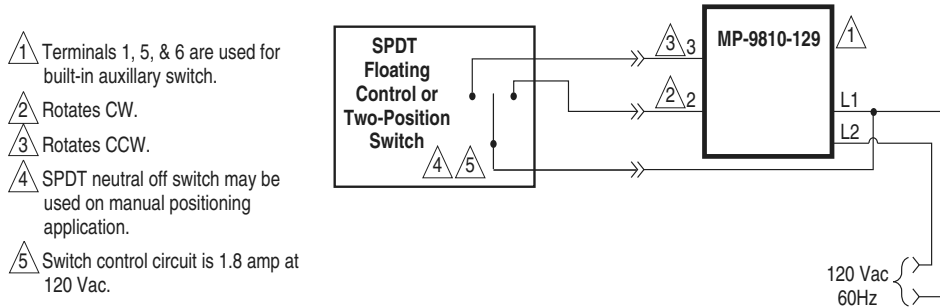 1 Terminals 1, 5, & 6 are used for
built-in auxillary switch.
2 Rotates CW.
3 Rotates CCW.
4 SPDT neutral off switch may be
used on manual positioning
application.
5 Switch control circuit is 1.8 amp at
120 Vac.
SPDT
Floating
Control or
Two-Position
Switch
4 5
3 3
2 2
MP-9810-129
1
L1
L2
120 Vac
60Hz